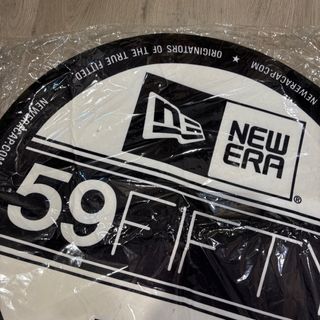 NEWERACAP.COM
ORIGINATORS OF THE TRUE FITTED
★ NEWERACAP.COM
NEW
ERA
®
59FIFTY